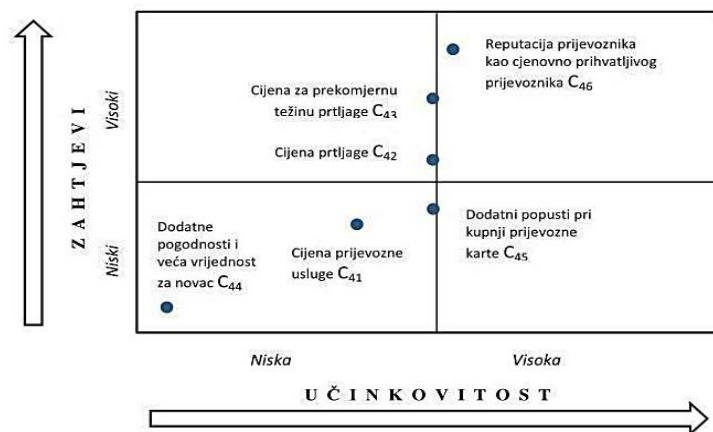 ZAHTJEVI
Visoki
Niski
Reputacija prijevoznika
kao cjenovno prihvatljivog
prijevoznika C46
Cijena za prekomjernu
težinu prtljage C43
Cijena prtljage C42
Dodatne
pogodnosti i
veća vrijednost
za novac C44
Cijena prijevozne
usluge C41
Dodatni popusti pri
kupnji prijevozne
karte C45
Niska
Visoka
UČINKOVITOST